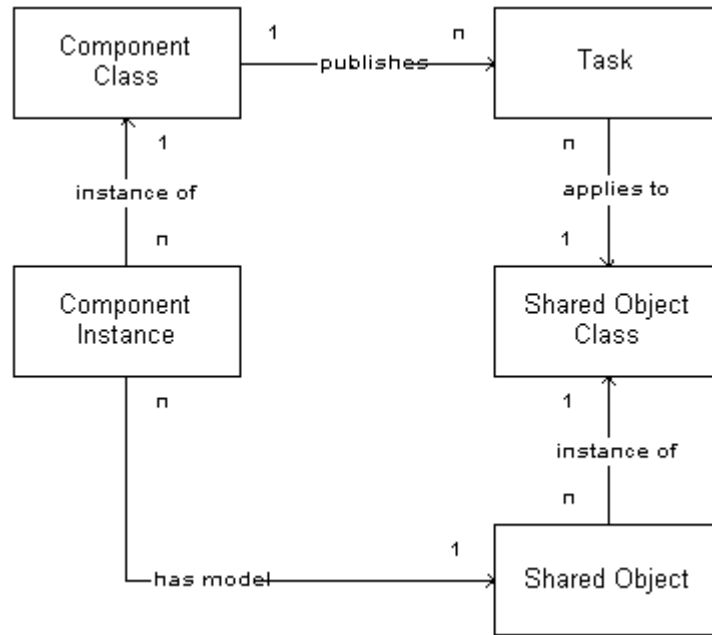 Component
Class
1
publishes
n
Task
1
instance of
n
n
applies to
1
Component
Instance
Shared Object
Class
n
1
instance of
n
1
has model
Shared Object